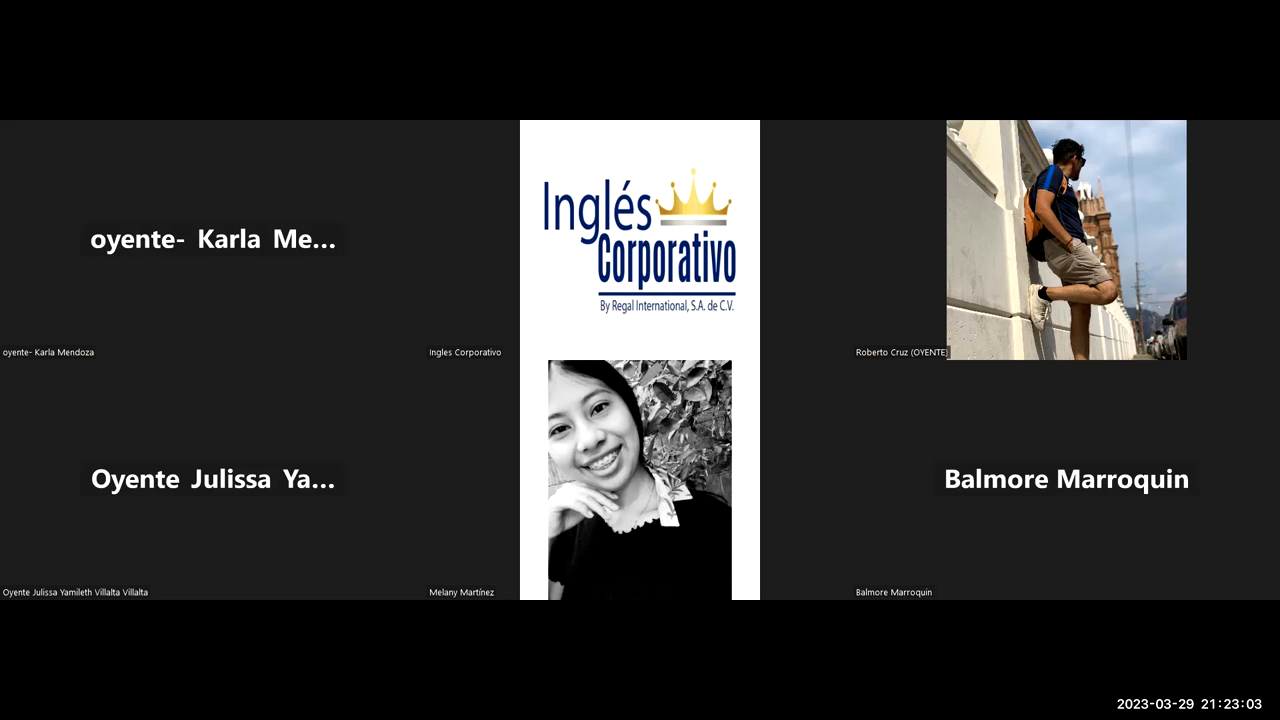 oyente- Karla Me...
oyente- Karla Mendoza
Inglés
Corporativo
By Regal International, S.A. de C.V.
Ingles Corporativo
Roberto Cruz (OYENTE)
Oyente Julissa Ya...
Oyente Julissa Yamileth Villalta Villalta
Melany Martínez
Balmore Marroquin
Balmore Marroquin
2023-03-29 21:23:03